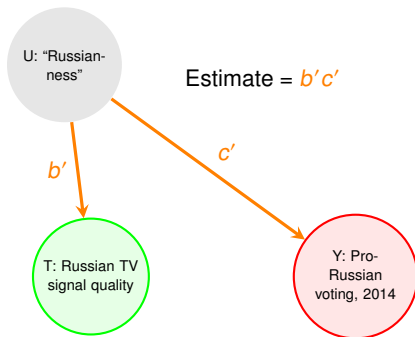 U: “Russian-
ness”
Estimate = b′c′
b′
c′
T: Russian TV
signal quality
Y: Pro-
Russian
voting, 2014